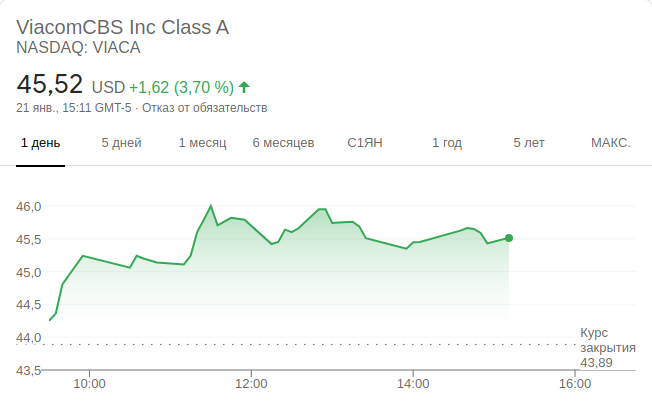 ViacomCBS Inc Class A
NASDAQ: VIACA
45,52 USD +1,62 (3,70 %)
21 янв., 15:11 GMT-5 · Отказ от обязательств
1 день 5 дней 1 месяц 6 месяцев С1ЯН 1 год 5 лет МАКС.
46,0
45,5
45,0
44,5
44,0
43,5
Курс
закрытия
43,89
10:00 12:00 14:00 16:00